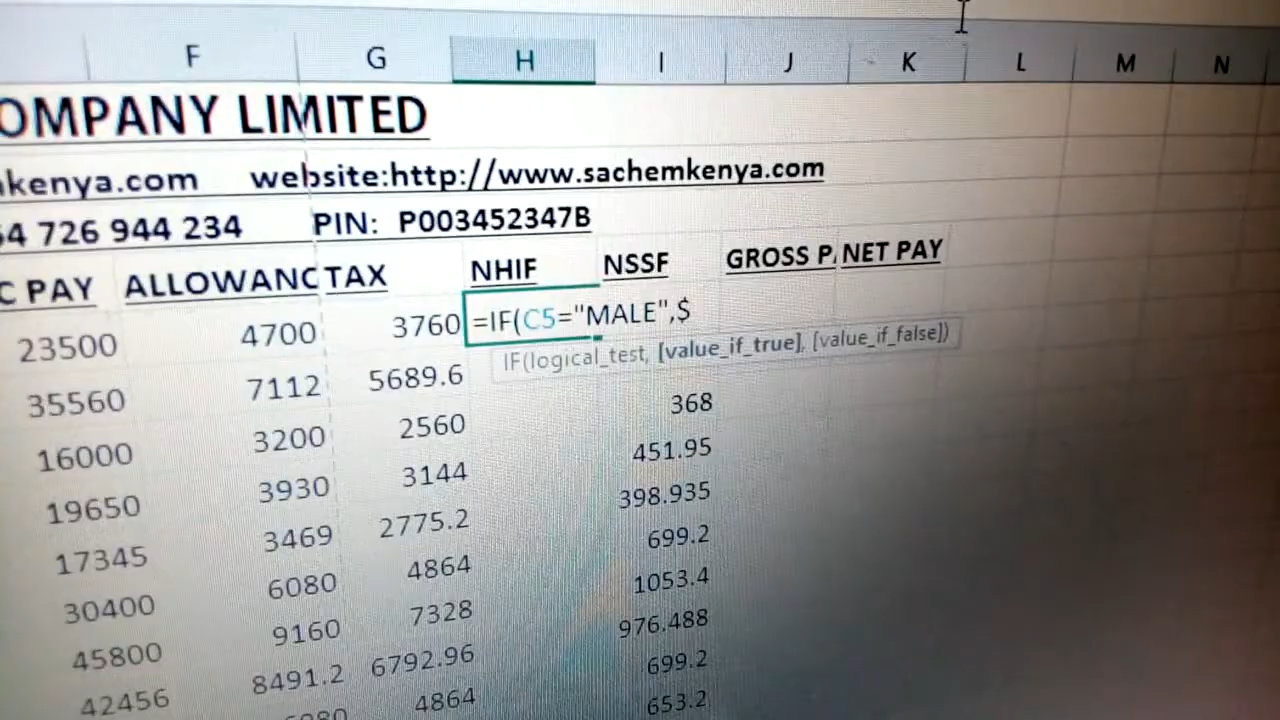 F G H I J K L M N
OMPANY LIMITED
kenya.com website:http://www.sachemkenya.com
4 726 944 234 PIN: P003452347B
C PAY ALLOWANC TAX NHIF NSSF GROSS P NET PAY
23500 4700 3760 =IF(C5="MALE",$
IF(logical_test, [value_if_true], [value_if_false])
35560 7112 5689.6
16000 3200 2560 368
19650 3930 3144 451.95
17345 3469 2775.2 398.935
30400 6080 4864 699.2
45800 9160 7328 1053.4
42456 8491.2 6792.96 976.488
6080 4864 699.2
653.2